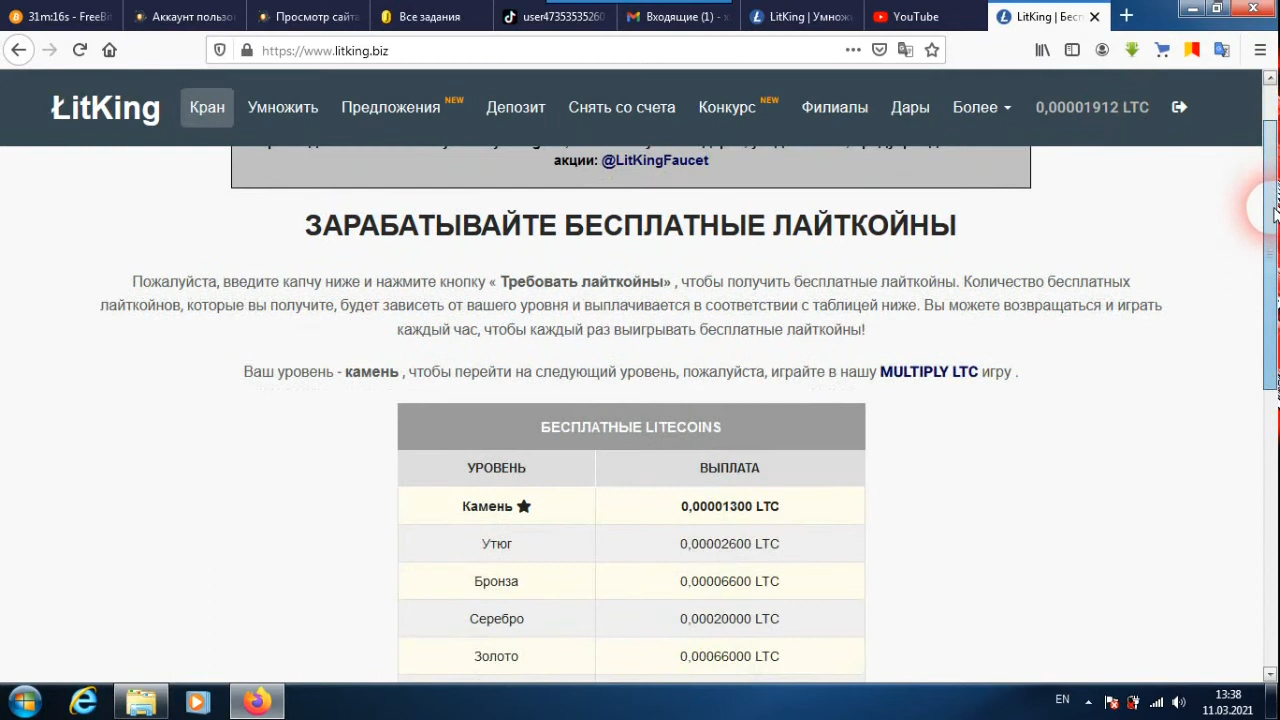 31m:16s - FreeBi
Аккаунт пользо
Просмотр сайта
Все задания
user47353535260
Входящие (1) - x
LitKing | Умнож
YouTube
LitKing | Бесп
https://www.litking.biz
ŁitKing
Кран
Умножить
Предложения NEW
Депозит
Снять со счета
Конкурс NEW
Филиалы
Дары
Более
0,00001912 LTC
акции: @LitKingFaucet
ЗАРАБАТЫВАЙТЕ БЕСПЛАТНЫЕ ЛАЙТКОЙНЫ
Пожалуйста, введите капчу ниже и нажмите кнопку « Требовать лайткойны» , чтобы получить бесплатные лайткойны. Количество бесплатных
лайткойнов, которые вы получите, будет зависеть от вашего уровня и выплачивается в соответствии с таблицей ниже. Вы можете возвращаться и играть
каждый час, чтобы каждый раз выигрывать бесплатные лайткойны!
Ваш уровень - камень , чтобы перейти на следующий уровень, пожалуйста, играйте в нашу MULTIPLY LTC игру .
БЕСПЛАТНЫЕ LITECOINS
УРОВЕНЬ ВЫПЛАТА
Камень 0,00001300 LTC
Утюг 0,00002600 LTC
Бронза 0,00006600 LTC
Серебро 0,00020000 LTC
Золото 0,00066000 LTC
EN
13:38
11.03.2021